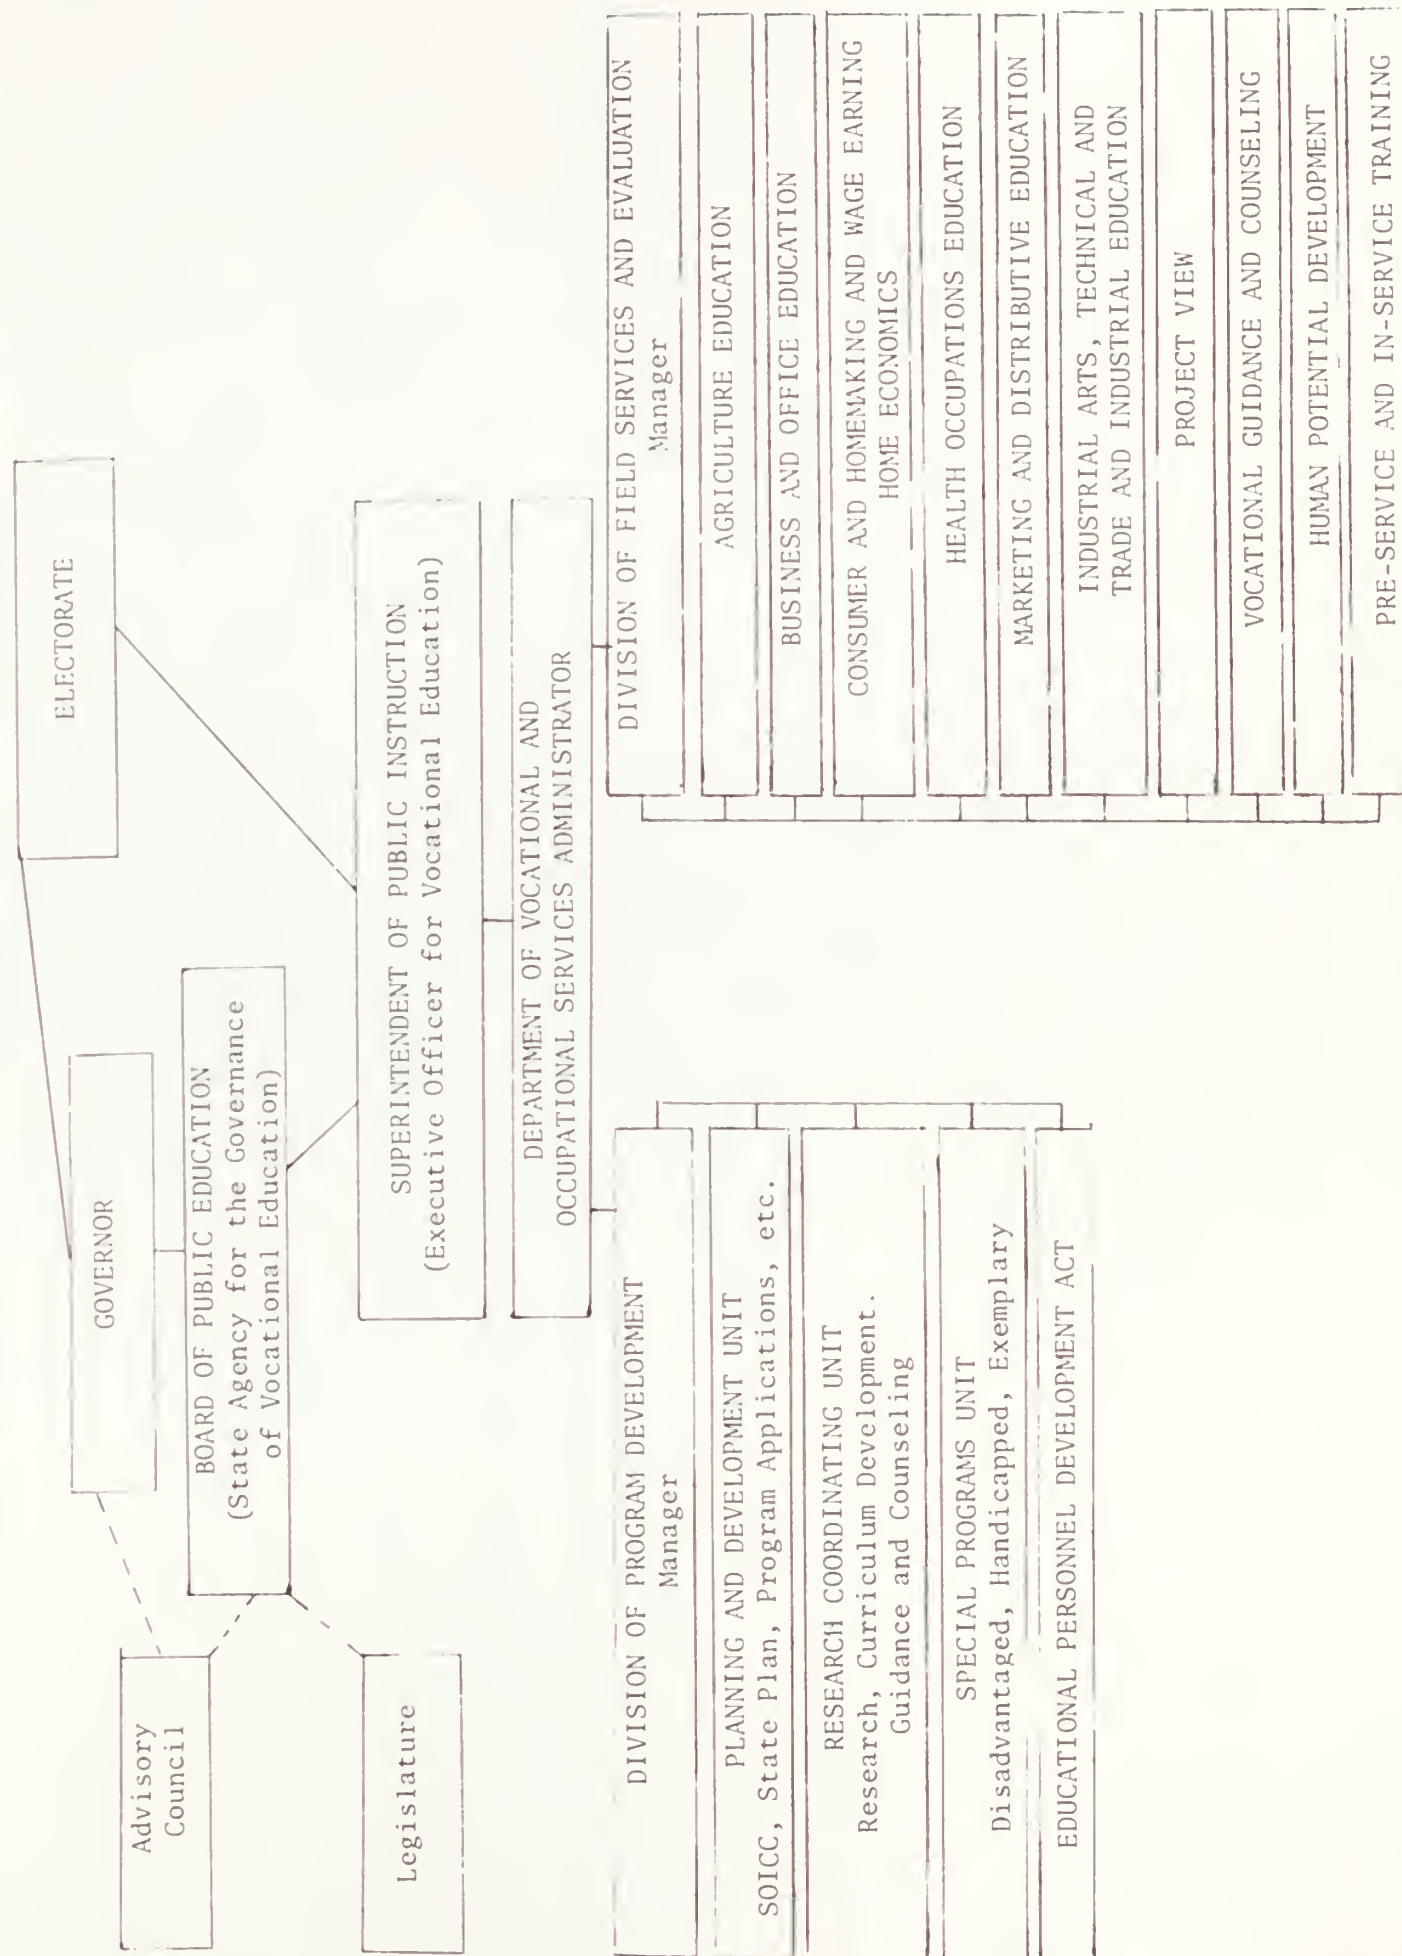 ELECTORATE
GOVERNOR
Advisory
Council
BOARD OF PUBLIC EDUCATION
(State Agency for the Governance
of Vocational Education)
Legislature
SUPERINTENDENT OF PUBLIC INSTRUCTION
(Executive Officer for Vocational Education)
DEPARTMENT OF VOCATIONAL AND
OCCUPATIONAL SERVICES ADMINISTRATOR
DIVISION OF PROGRAM DEVELOPMENT
Manager
PLANNING AND DEVELOPMENT UNIT
SOICC, State Plan, Program Applications, etc.
RESEARCH COORDINATING UNIT
Research, Curriculum Development.
Guidance and Counseling
SPECIAL PROGRAMS UNIT
Disadvantaged, Handicapped, Exemplary
EDUCATIONAL PERSONNEL DEVELOPMENT ACT
DIVISION OF FIELD SERVICES AND EVALUATION
Manager
AGRICULTURE EDUCATION
BUSINESS AND OFFICE EDUCATION
CONSUMER AND HOMEMAKING AND WAGE EARNING
HOME ECONOMICS
HEALTH OCCUPATIONS EDUCATION
MARKETING AND DISTRIBUTIVE EDUCATION
INDUSTRIAL ARTS, TECHNICAL AND
TRADE AND INDUSTRIAL EDUCATION
PROJECT VIEW
VOCATIONAL GUIDANCE AND COUNSELING
HUMAN POTENTIAL DEVELOPMENT
PRE-SERVICE AND IN-SERVICE TRAINING